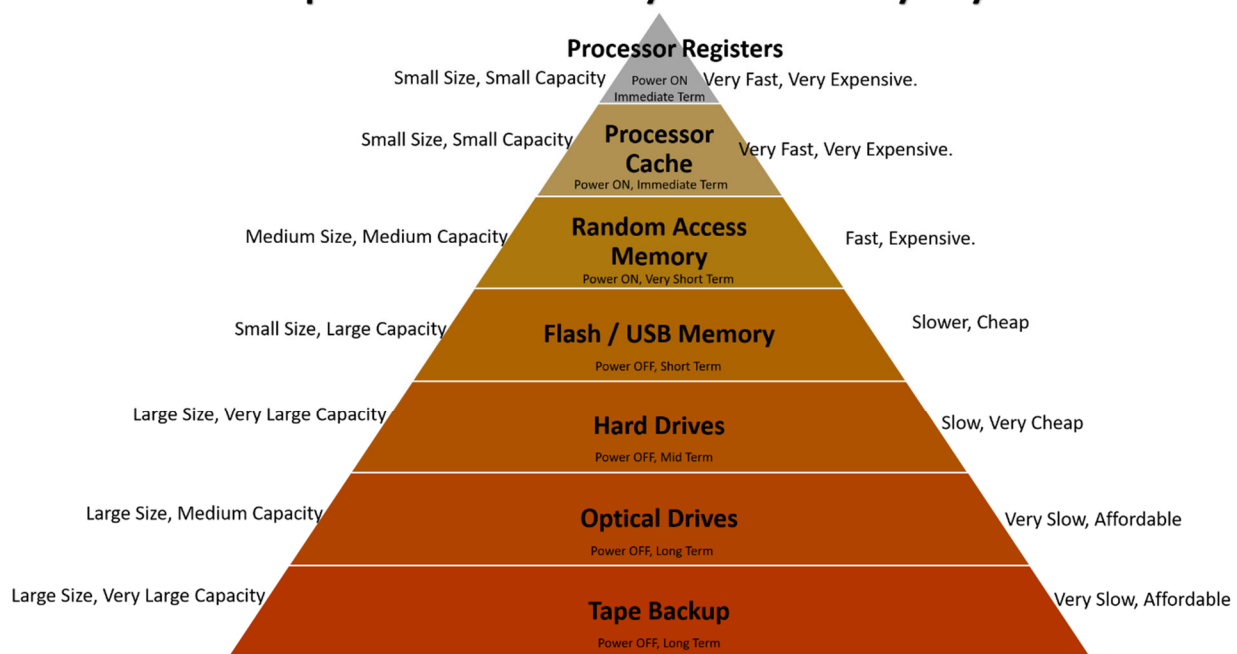 Processor Registers
Small Size, Small Capacity
Power ON
Immediate Term
Very Fast, Very Expensive.
Small Size, Small Capacity
Processor
Cache
Power ON, Immediate Term
Very Fast, Very Expensive.
Medium Size, Medium Capacity
Random Access
Memory
Power ON, Very Short Term
Fast, Expensive.
Small Size, Large Capacity
Flash / USB Memory
Power OFF, Short Term
Slower, Cheap
Large Size, Very Large Capacity
Hard Drives
Power OFF, Mid Term
Slow, Very Cheap
Large Size, Medium Capacity
Optical Drives
Power OFF, Long Term
Very Slow, Affordable
Large Size, Very Large Capacity
Tape Backup
Power OFF, Long Term
Very Slow, Affordable